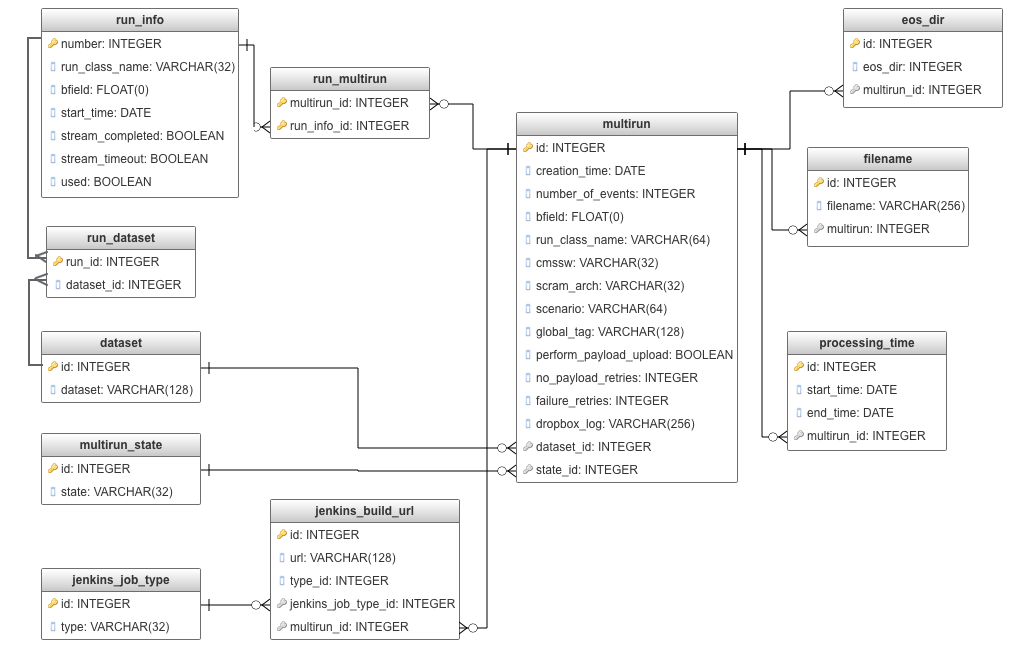 run_info
number: INTEGER
run_class_name: VARCHAR(32)
bfield: FLOAT(0)
start_time: DATE
stream_completed: BOOLEAN
stream_timeout: BOOLEAN
used: BOOLEAN
run_multirun
multirun_id: INTEGER
run_info_id: INTEGER
run_dataset
run_id: INTEGER
dataset_id: INTEGER
dataset
id: INTEGER
dataset: VARCHAR(128)
multirun_state
id: INTEGER
state: VARCHAR(32)
jenkins_job_type
id: INTEGER
type: VARCHAR(32)
jenkins_build_url
id: INTEGER
url: VARCHAR(128)
type_id: INTEGER
jenkins_job_type_id: INTEGER
multirun_id: INTEGER
multirun
id: INTEGER
creation_time: DATE
number_of_events: INTEGER
bfield: FLOAT(0)
run_class_name: VARCHAR(64)
cmssw: VARCHAR(32)
scram_arch: VARCHAR(32)
scenario: VARCHAR(64)
global_tag: VARCHAR(128)
perform_payload_upload: BOOLEAN
no_payload_retries: INTEGER
failure_retries: INTEGER
dropbox_log: VARCHAR(256)
dataset_id: INTEGER
state_id: INTEGER
eos_dir
id: INTEGER
eos_dir: INTEGER
multirun_id: INTEGER
filename
id: INTEGER
filename: VARCHAR(256)
multirun: INTEGER
processing_time
id: INTEGER
start_time: DATE
end_time: DATE
multirun_id: INTEGER